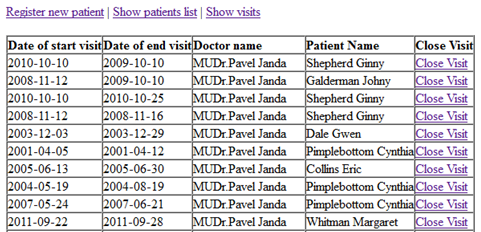 Register new patient | Show patients list | Show visits
Date of start visit Date of end visit Doctor name Patient Name Close Visit
2010-10-10 2009-10-10 MUDr.Pavel Janda Shepherd Ginny Close Visit
2008-11-12 2009-10-10 MUDr.Pavel Janda Galderman Johny Close Visit
2010-10-10 2010-10-25 MUDr.Pavel Janda Shepherd Ginny Close Visit
2008-11-12 2008-11-16 MUDr.Pavel Janda Shepherd Ginny Close Visit
2003-12-03 2003-12-29 MUDr.Pavel Janda Dale Gwen Close Visit
2001-04-05 2001-04-12 MUDr.Pavel Janda Pimplebottom Cynthia Close Visit
2005-06-13 2005-06-30 MUDr.Pavel Janda Collins Eric Close Visit
2004-05-19 2004-08-19 MUDr.Pavel Janda Pimplebottom Cynthia Close Visit
2007-05-24 2007-06-21 MUDr.Pavel Janda Pimplebottom Cynthia Close Visit
2011-09-22 2011-09-28 MUDr.Pavel Janda Whitman Margaret Close Visit